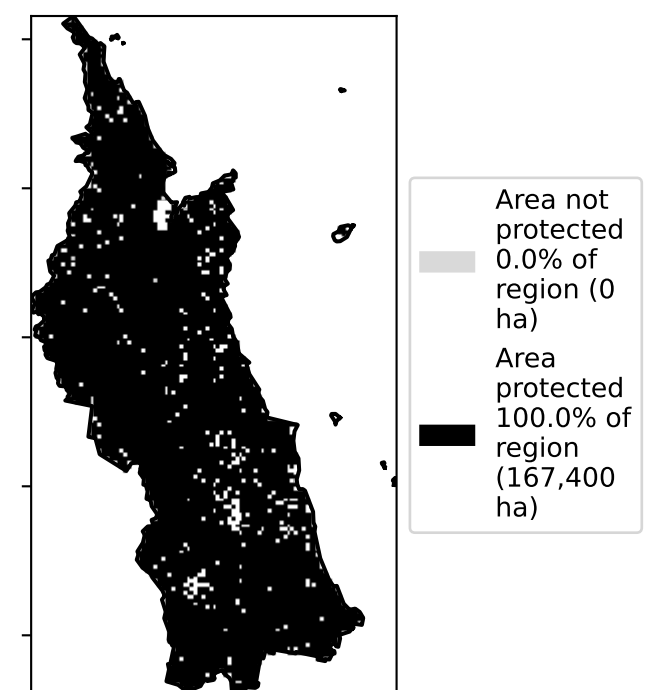 Area not
protected
0.0% of
region (0
ha)
Area
protected
100.0% of
region
(167,400
ha)